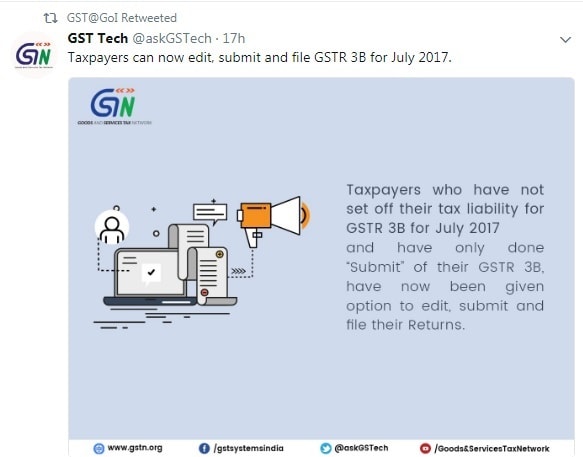 GST@GoI Retweeted
GST Tech @askGSTech · 17h
Taxpayers can now edit, submit and file GSTR 3B for July 2017.
GSTN
GSTN
GOODS AND SERVICES TAX NETWORK
Taxpayers who have not
set off their tax liability for
GSTR 3B for July 2017
and have only done
"Submit" of their GSTR 3B,
have now been given
option to edit, submit and
file their Returns.
www.gstn.org /gstsystemsindia @askGSTech /Goods&ServicesTaxNetwork